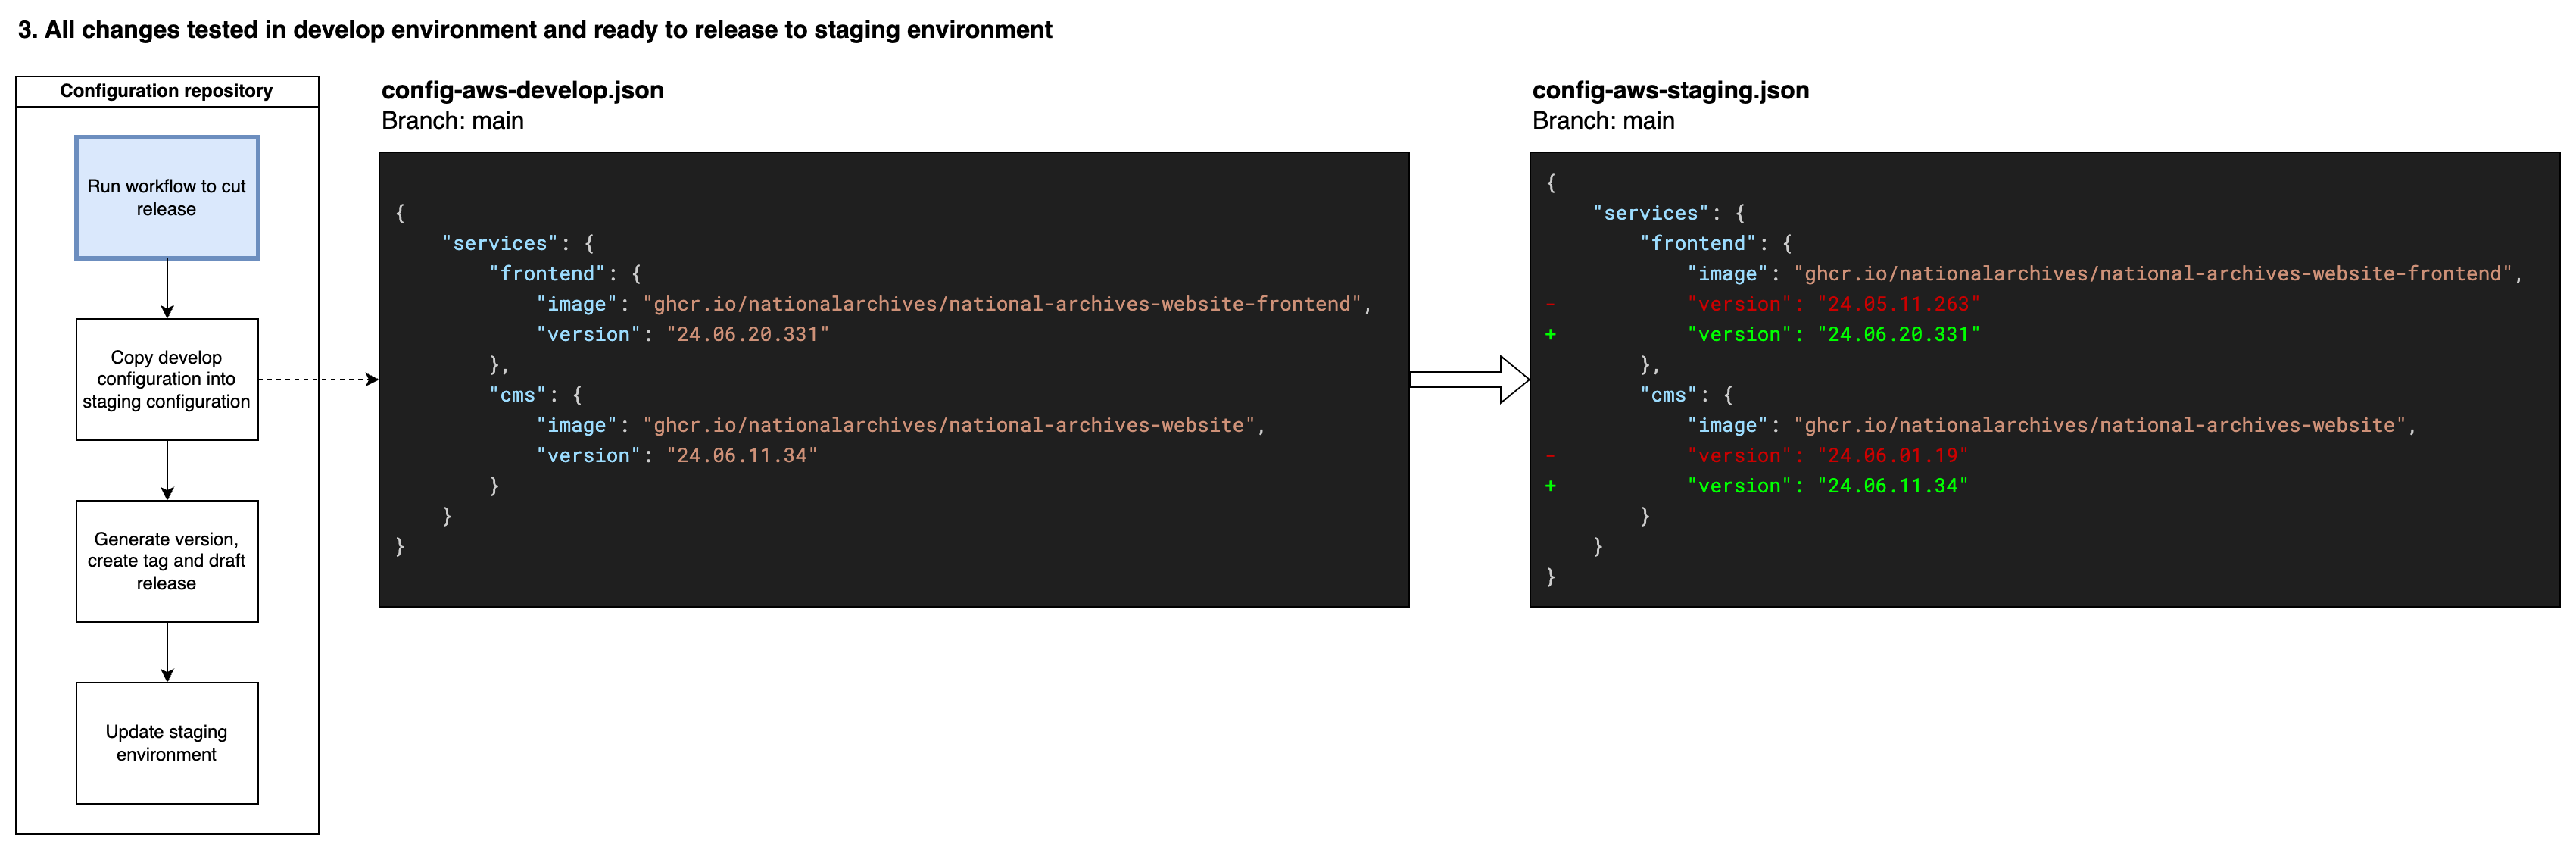 3. All changes tested in develop environment and ready to release to staging environment
Configuration repository
Run workflow to cut
release
Copy develop
configuration into
staging configuration
Generate version,
create tag and draft
release
Update staging
environment
config-aws-develop.json
Branch: main
{
    "services": {
        "frontend": {
            "image": "ghcr.io/nationalarchives/national-archives-website-frontend",
            "version": "24.06.20.331"
        },
        "cms": {
            "image": "ghcr.io/nationalarchives/national-archives-website",
            "version": "24.06.11.34"
        }
    }
}
config-aws-staging.json
Branch: main
{
    "services": {
        "frontend": {
            "image": "ghcr.io/nationalarchives/national-archives-website-frontend",
-           "version": "24.05.11.263"
+           "version": "24.06.20.331"
        },
        "cms": {
            "image": "ghcr.io/nationalarchives/national-archives-website",
-           "version": "24.06.01.19"
+           "version": "24.06.11.34"
        }
    }
}